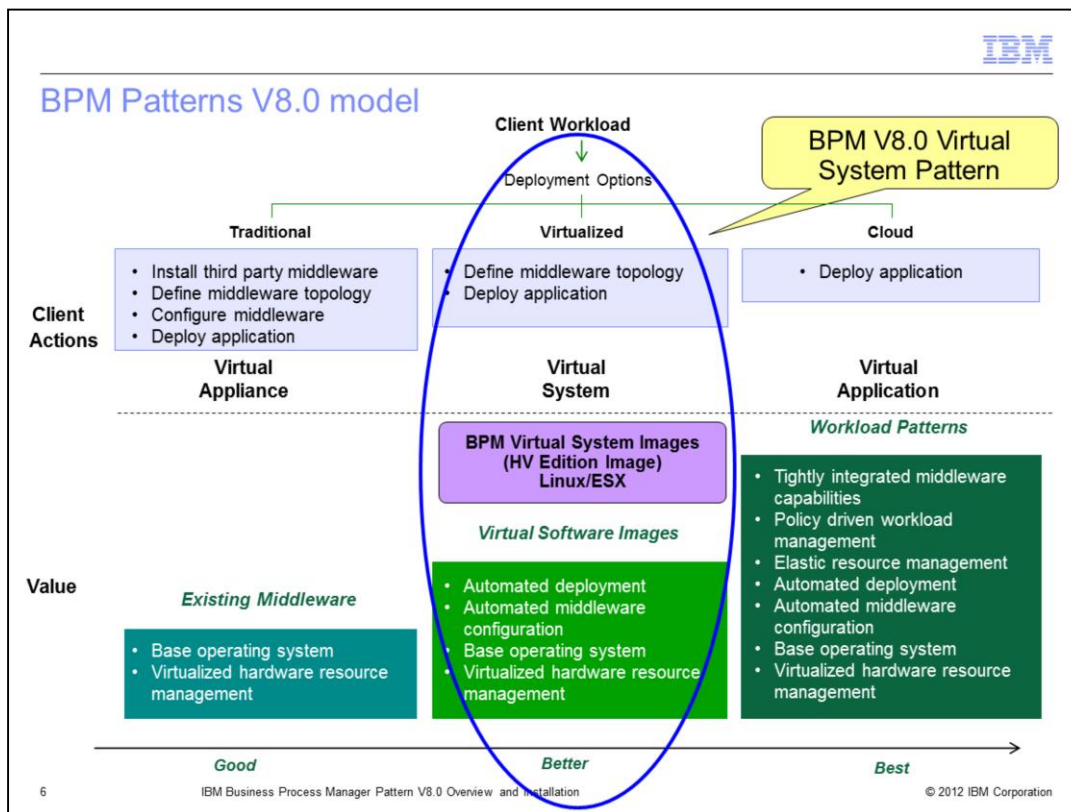 IBM
BPM Patterns V8.0 model
Client Workload
Deployment Options
BPM V8.0 Virtual
System Pattern
Traditional
Virtualized
Cloud
Client
Actions
• Install third party middleware
• Define middleware topology
• Configure middleware
• Deploy application
• Define middleware topology
• Deploy application
• Deploy application
Virtual
Appliance
Virtual
System
Virtual
Application
Value
Existing Middleware
• Base operating system
• Virtualized hardware resource
management
BPM Virtual System Images
(HV Edition Image)
Linux/ESX
Virtual Software Images
• Automated deployment
• Automated middleware
configuration
• Base operating system
• Virtualized hardware resource
management
Workload Patterns
• Tightly integrated middleware
capabilities
• Policy driven workload
management
• Elastic resource management
• Automated deployment
• Automated middleware
configuration
• Base operating system
• Virtualized hardware resource
management
Good
Better
Best
6
IBM Business Process Manager Pattern V8.0 Overview and Installation
© 2012 IBM Corporation